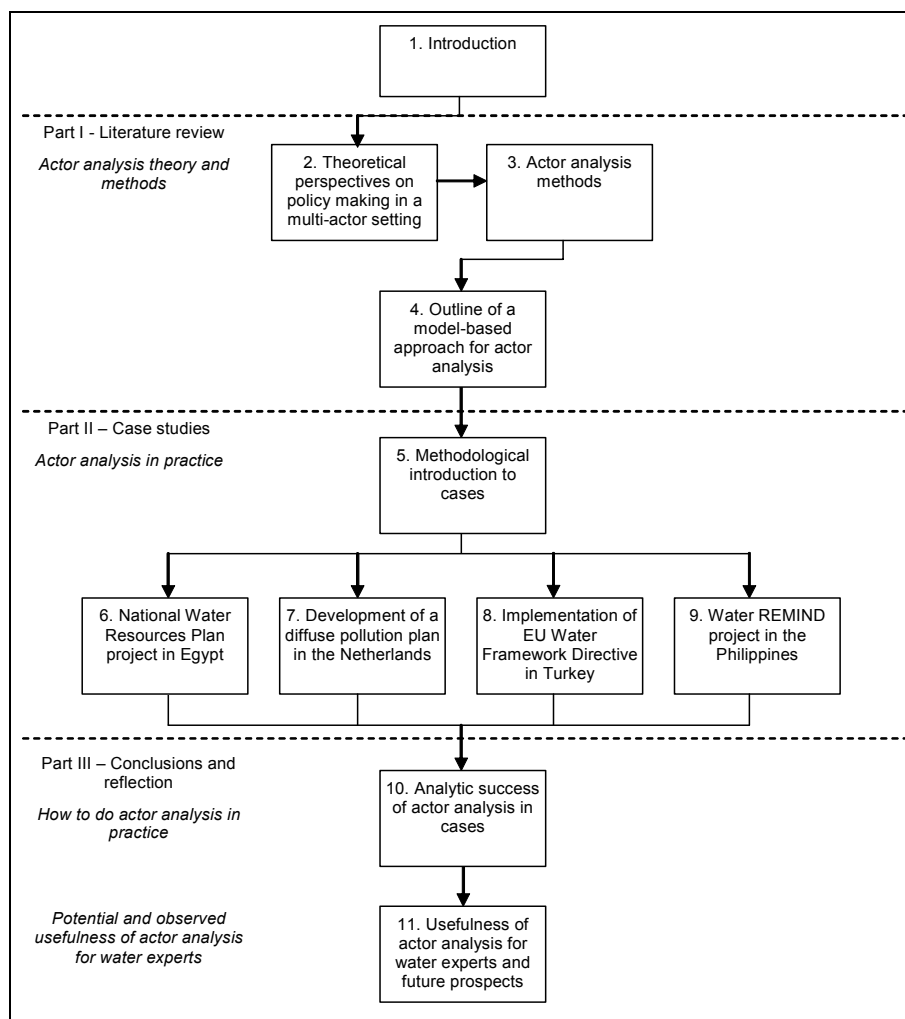 1. Introduction
Part I - Literature review
Actor analysis theory and
methods
2. Theoretical
perspectives on
policy making in a
multi-actor setting
3. Actor analysis
methods
4. Outline of a
model-based
approach for actor
analysis
Part II – Case studies
Actor analysis in practice
5. Methodological
introduction to
cases
6. National Water
Resources Plan
project in Egypt
7. Development of a
diffuse pollution plan
in the Netherlands
8. Implementation of
EU Water
Framework Directive
in Turkey
9. Water REMIND
project in the
Philippines
Part III – Conclusions and
reflection
How to do actor analysis in
practice
10. Analytic success
of actor analysis in
cases
Potential and observed
usefulness of actor analysis
for water experts
11. Usefulness of
actor analysis for
water experts and
future prospects